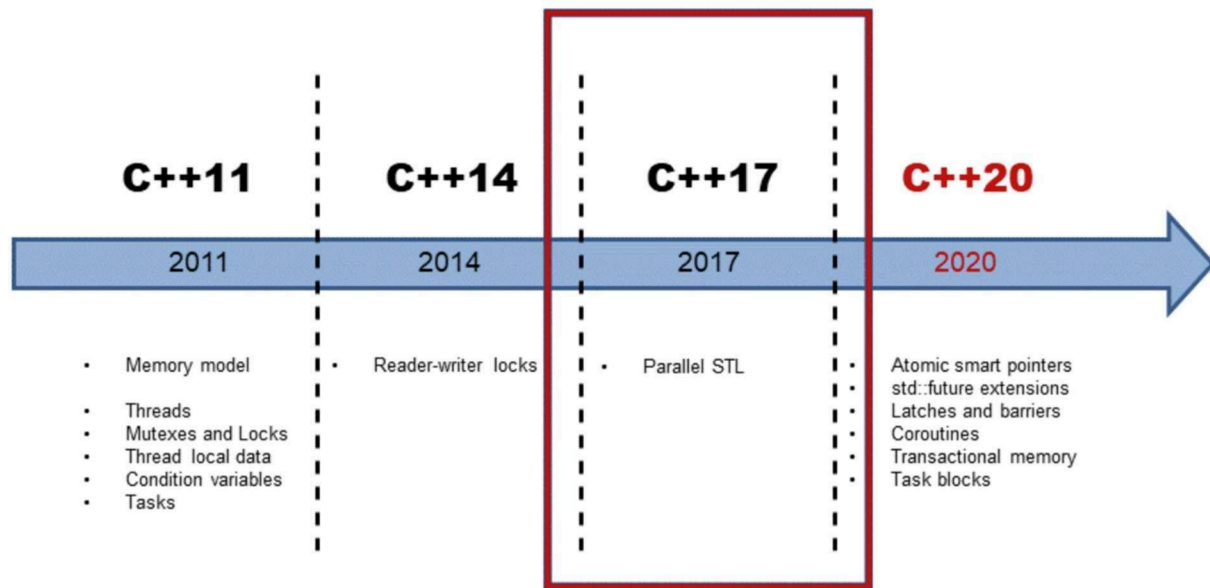 C++11
C++14
C++17
C++20
2011
2014
2017
2020
• Memory model
• Threads
• Mutexes and Locks
• Thread local data
• Condition variables
• Tasks
• Reader-writer locks
• Parallel STL
• Atomic smart pointers
• std::future extensions
• Latches and barriers
• Coroutines
• Transactional memory
• Task blocks